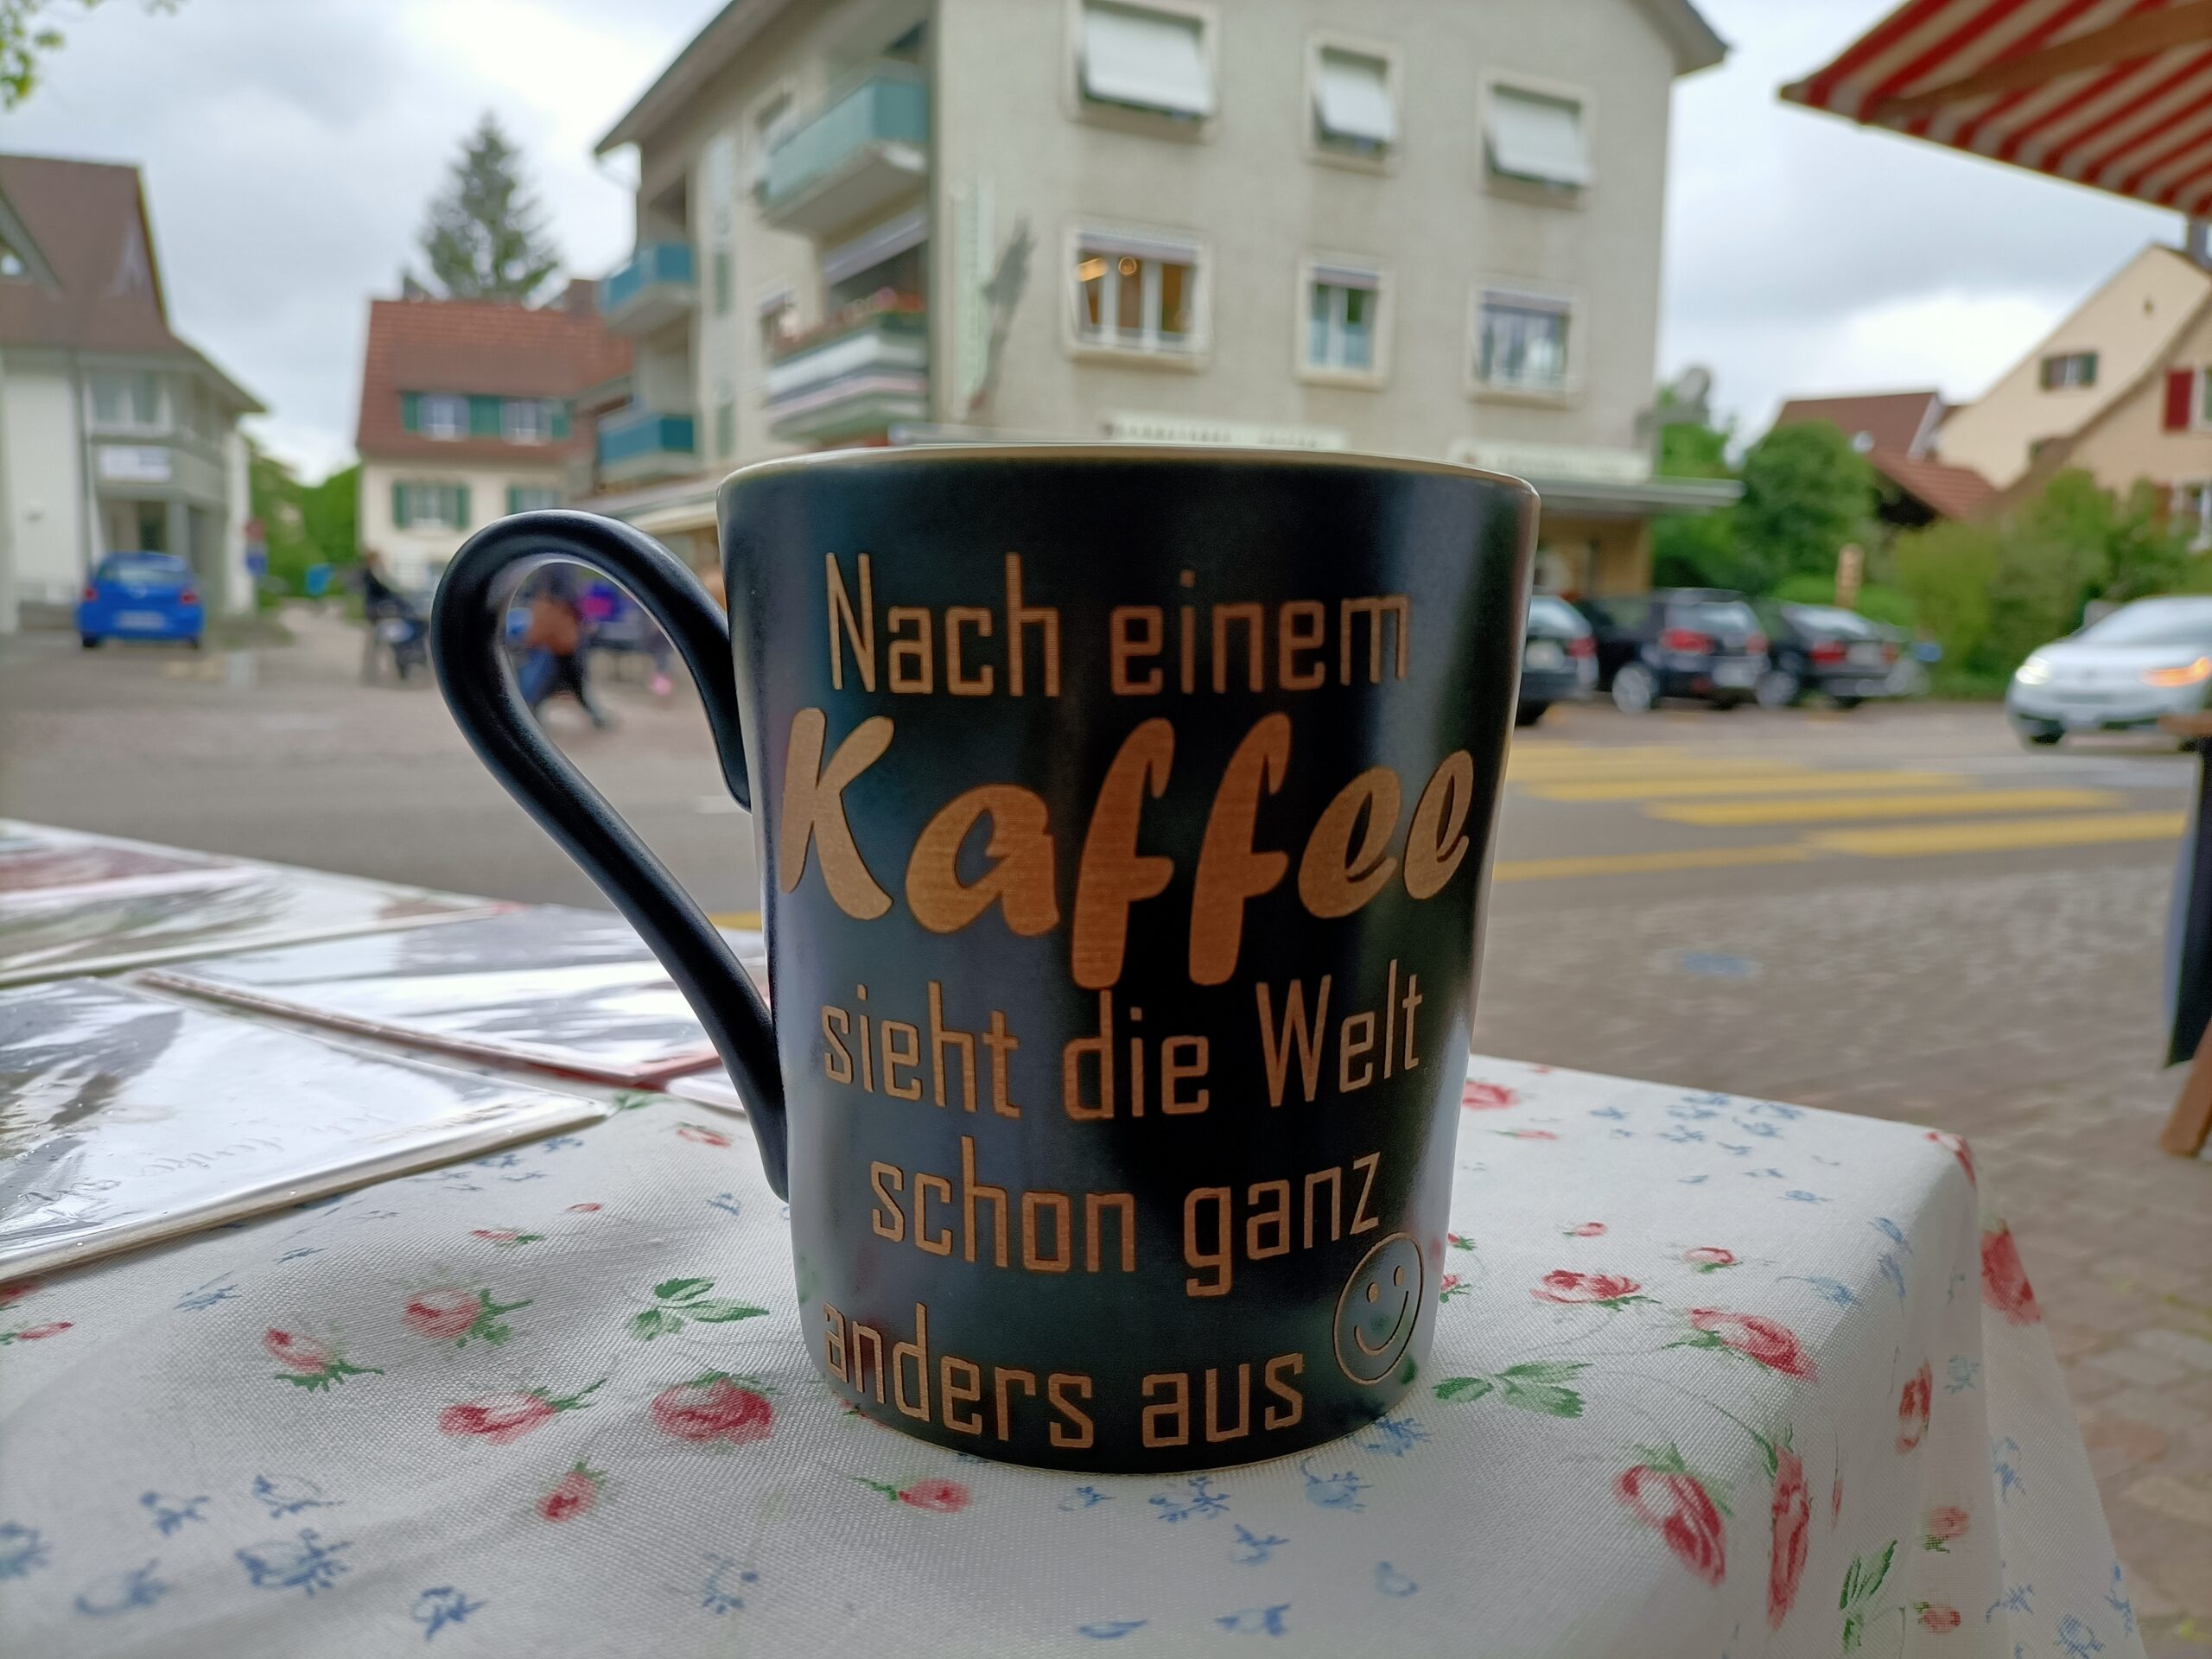 Nach einem
Kaffee
sieht die Welt
schon ganz
anders aus